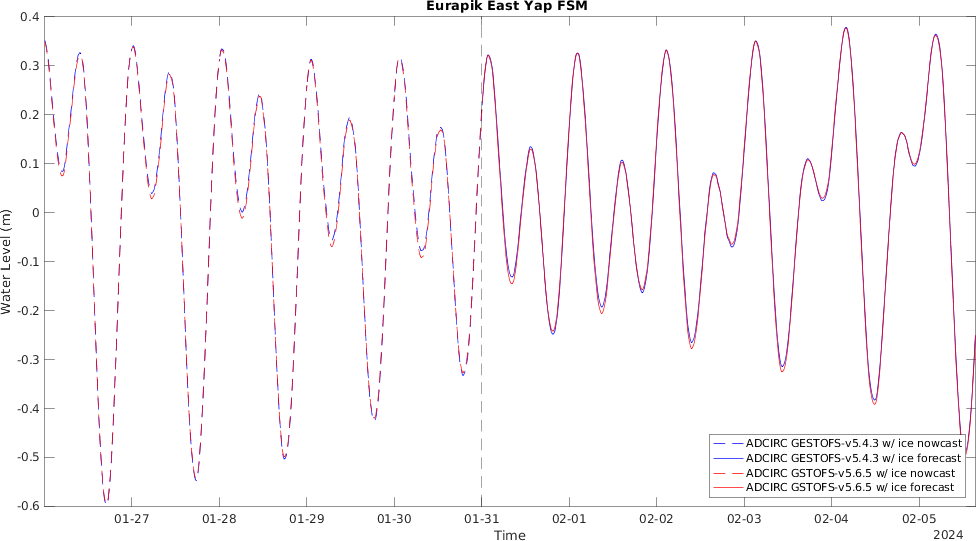 Eurapik East Yap FSM
0.4
0.3
0.2
0.1
0
-0.1
-0.2
-0.3
-0.4
-0.5
-0.6
Water Level (m)
01-27 01-28 01-29 01-30 01-31 02-01 02-02 02-03 02-04 02-05
Time
2024
ADCIRC GESTOFS-v5.4.3 w/ ice nowcast
ADCIRC GESTOFS-v5.4.3 w/ ice forecast
ADCIRC GSTOFS-v5.6.5 w/ ice nowcast
ADCIRC GSTOFS-v5.6.5 w/ ice forecast